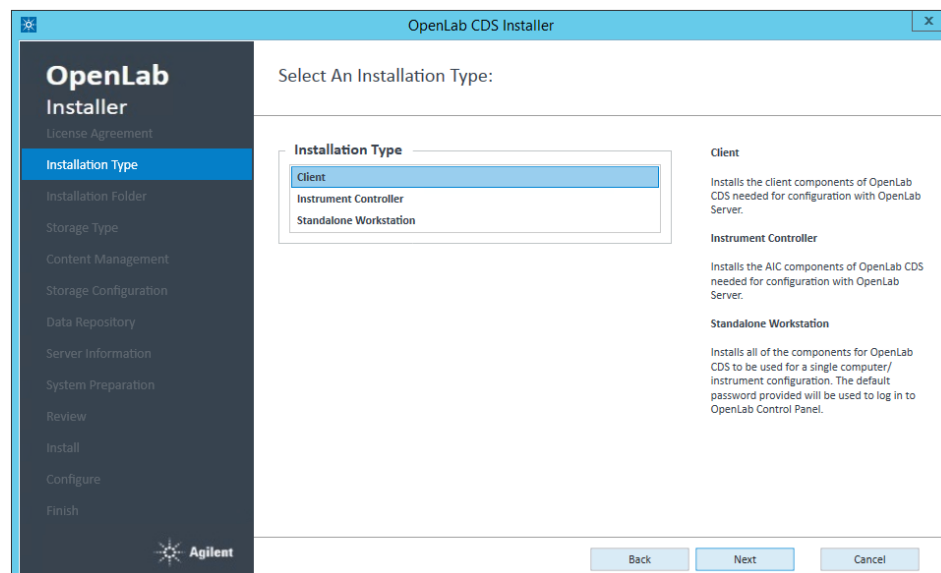 OpenLab CDS Installer
x
OpenLab
Installer
License Agreement
Installation Type
Installation Folder
Storage Type
Content Management
Storage Configuration
Data Repository
Server Information
System Preparation
Review
Install
Configure
Finish
Agilent
Select An Installation Type:
Installation Type
Client
Instrument Controller
Standalone Workstation
Client
Installs the client components of OpenLab
CDS needed for configuration with OpenLab
Server.
Instrument Controller
Installs the AIC components of OpenLab CDS
needed for configuration with OpenLab
Server.
Standalone Workstation
Installs all of the components for OpenLab
CDS to be used for a single computer/
instrument configuration. The default
password provided will be used to log in to
OpenLab Control Panel.
Back
Next
Cancel